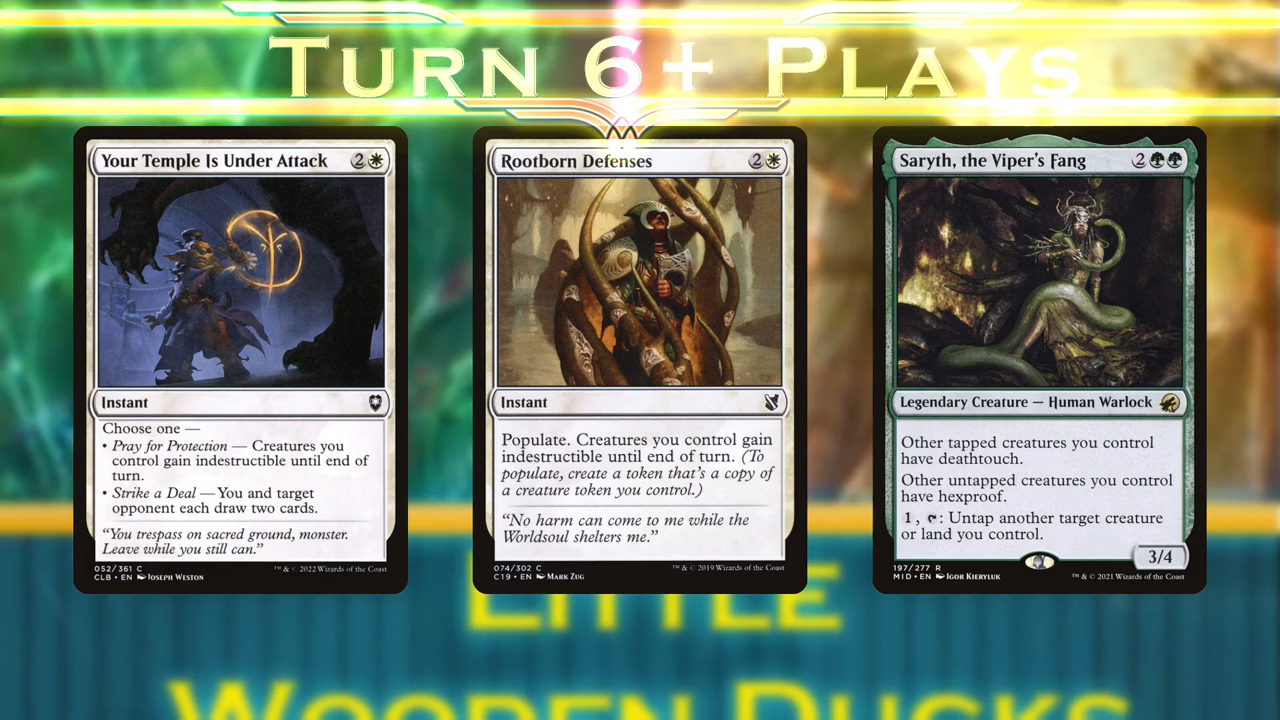 TURN 6+ PLAYS
Your Temple Is Under Attack 2
Instant
Choose one —
• Pray for Protection — Creatures you
control gain indestructible until end of
turn.
• Strike a Deal — You and target
opponent each draw two cards.
“You trespass on sacred ground, monster.
Leave while you still can.”
052/361 C
CLB • EN JOSEPH WESTON
™ & © 2022 Wizards of the Coast
Rootborn Defenses 2
Instant
Populate. Creatures you control gain
indestructible until end of turn. (To
populate, create a token that’s a copy of
a creature token you control.)
“No harm can come to me while the
Worldsoul shelters me.”
074/302 C
C19 • EN MARK ZUG
™ & © 2019 Wizards of the Coast
Saryth, the Viper’s Fang 2
Legendary Creature — Human Warlock
Other tapped creatures you control
have deathtouch.
Other untapped creatures you control
have hexproof.
1, : Untap another target creature
or land you control.
3/4
197/277 R
MID • EN IGOR KIERYLUK
™ & © 2021 Wizards of the Coast
LITTLE
WOODEN DUCKS